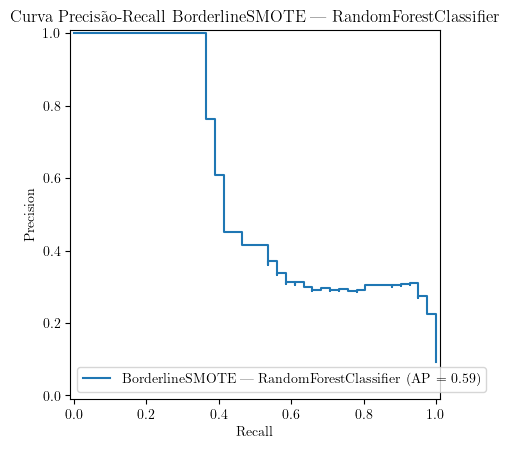 Curva Precisão-Recall BorderlineSMOTE — RandomForestClassifier
1.0
0.8
0.6
0.4
0.2
0.0
Precision
BorderlineSMOTE — RandomForestClassifier (AP = 0.59)
0.0 0.2 0.4 0.6 0.8 1.0
Recall